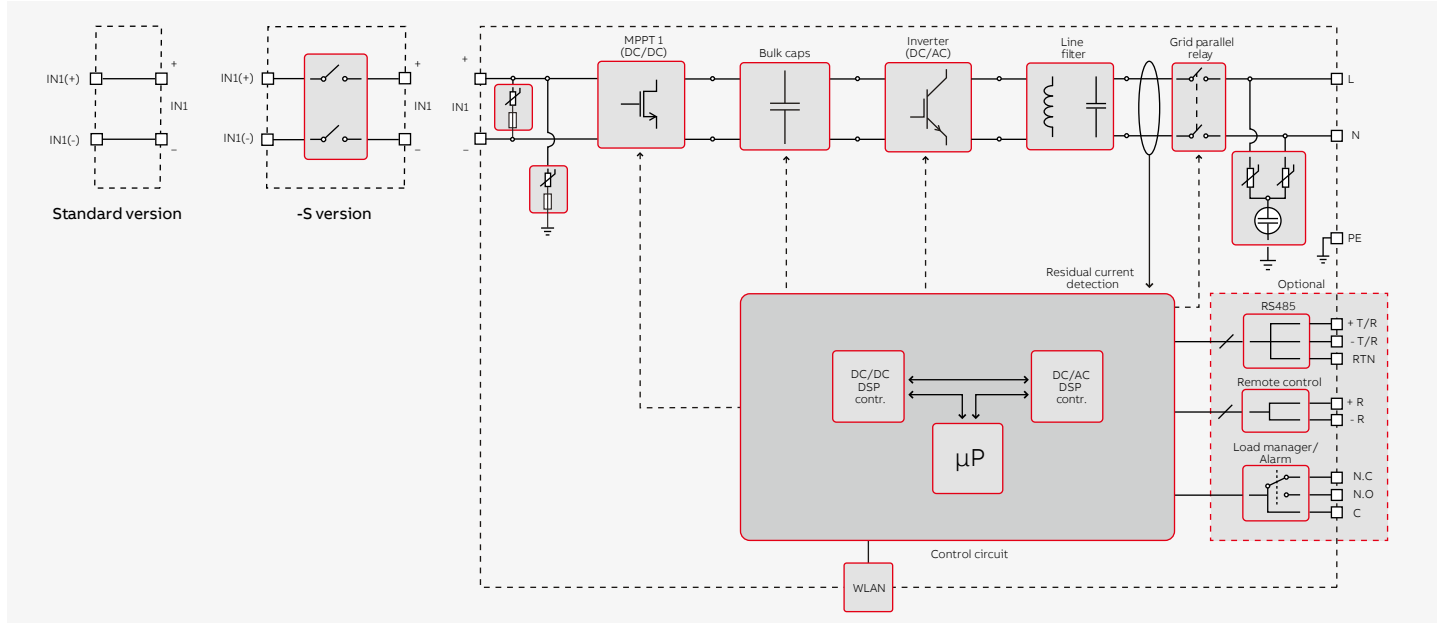 IN1(+)
+
IN1
IN1(-)
_
Standard version
IN1(+)
+
IN1
IN1(-)
_
-S version
+
IN1
_
MPPT 1
(DC/DC)
Bulk caps
Inverter
(DC/AC)
Line
filter
Grid parallel
relay
L
N
PE
Residual current
detection
Optional
RS485
+ T/R
- T/R
RTN
Remote control
+ R
- R
Load manager/
Alarm
N.C
N.O
C
DC/DC
DSP
contr.
DC/AC
DSP
contr.
µP
Control circuit
WLAN